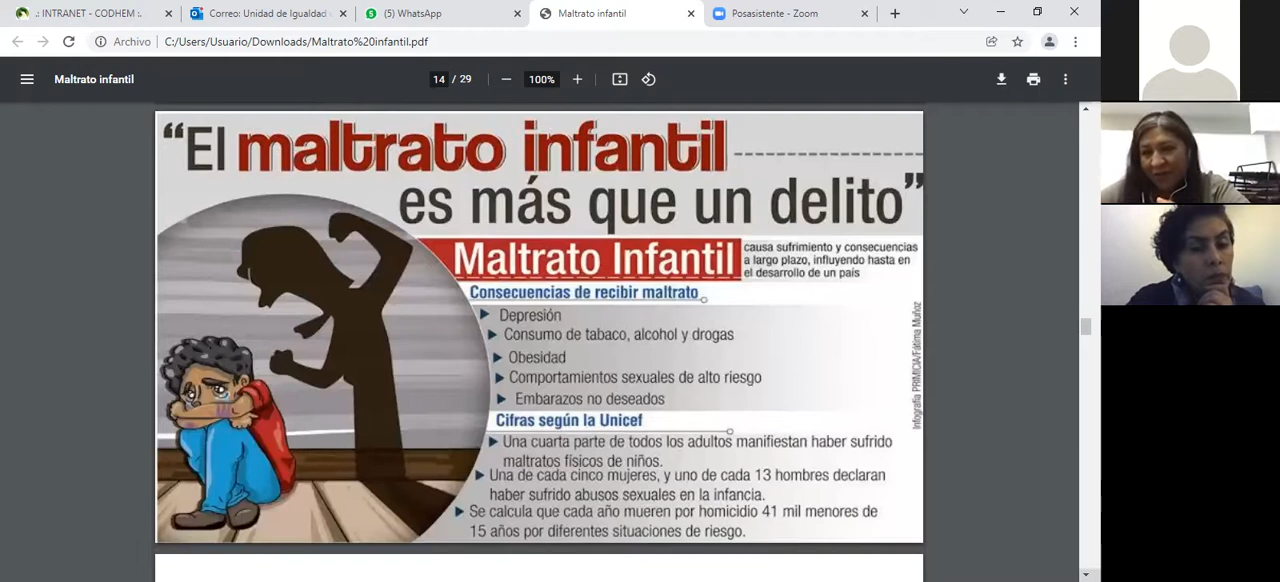 .: INTRANET - CODHEM :.
Correo: Unidad de Igualdad
(5) WhatsApp
Maltrato infantil
Posasistente - Zoom
Archivo
C:/Users/Usuario/Downloads/Maltrato%20infantil.pdf
Maltrato infantil
14 / 29
100%
“El maltrato infantil
es más que un delito”
Maltrato Infantil
causa sufrimiento y consecuencias
a largo plazo, influyendo hasta en
el desarrollo de un país
Consecuencias de recibir maltrato
Depresión
Consumo de tabaco, alcohol y drogas
Obesidad
Comportamientos sexuales de alto riesgo
Embarazos no deseados
Cifras según la Unicef
Una cuarta parte de todos los adultos manifiestan haber sufrido
maltratos físicos de niños.
Una de cada cinco mujeres, y uno de cada 13 hombres declaran
haber sufrido abusos sexuales en la infancia.
Se calcula que cada año mueren por homicidio 41 mil menores de
15 años por diferentes situaciones de riesgo.
Infografía PRIMICIA/Fátima Muñoz